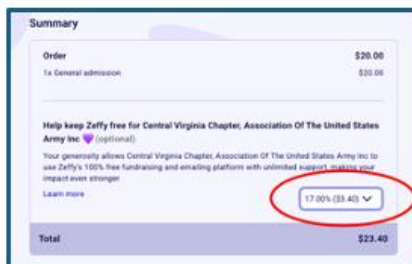 Summary
Order $20.00
1x General admission $20.00
Help keep Zeffy free for Central Virginia Chapter, Association Of The United States
Army Inc 💜 (optional)
Your generosity allows Central Virginia Chapter, Association Of The United States Army Inc to
use Zeffy's 100% free fundraising and emailing platform with unlimited support, making your
impact even stronger.
Learn more
17.00% ($3.40)
Total $23.40